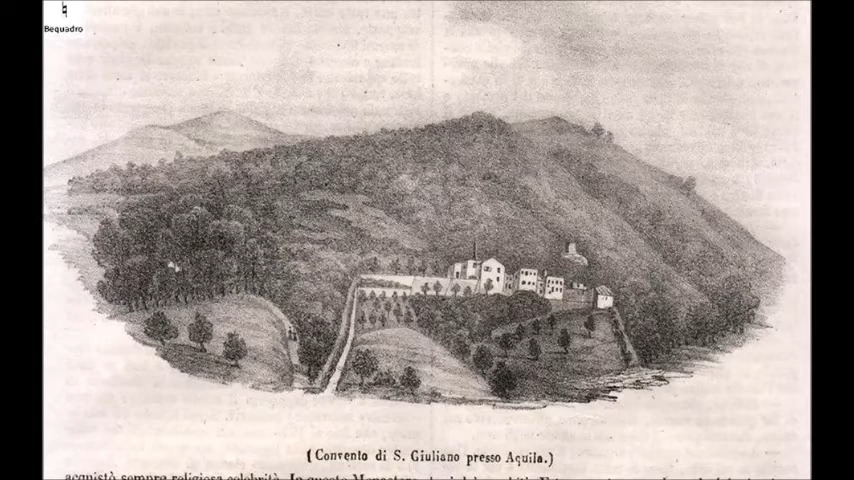 Bequadro
(Convento di S. Giuliano presso Aquila.)
acquistò sempre religiosa celebrità. In questo Monastero